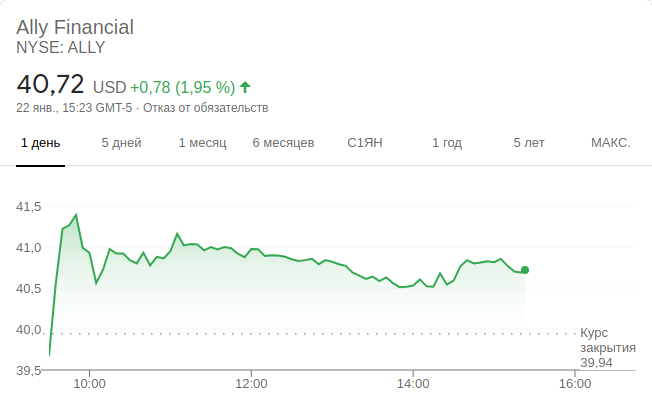 Ally Financial
NYSE: ALLY
40,72 USD +0,78 (1,95 %)
22 янв., 15:23 GMT-5 · Отказ от обязательств
1 день 5 дней 1 месяц 6 месяцев С1ЯН 1 год 5 лет МАКС.
41,5
41,0
40,5
40,0
Курс
закрытия
39,94
39,5
10:00 12:00 14:00 16:00